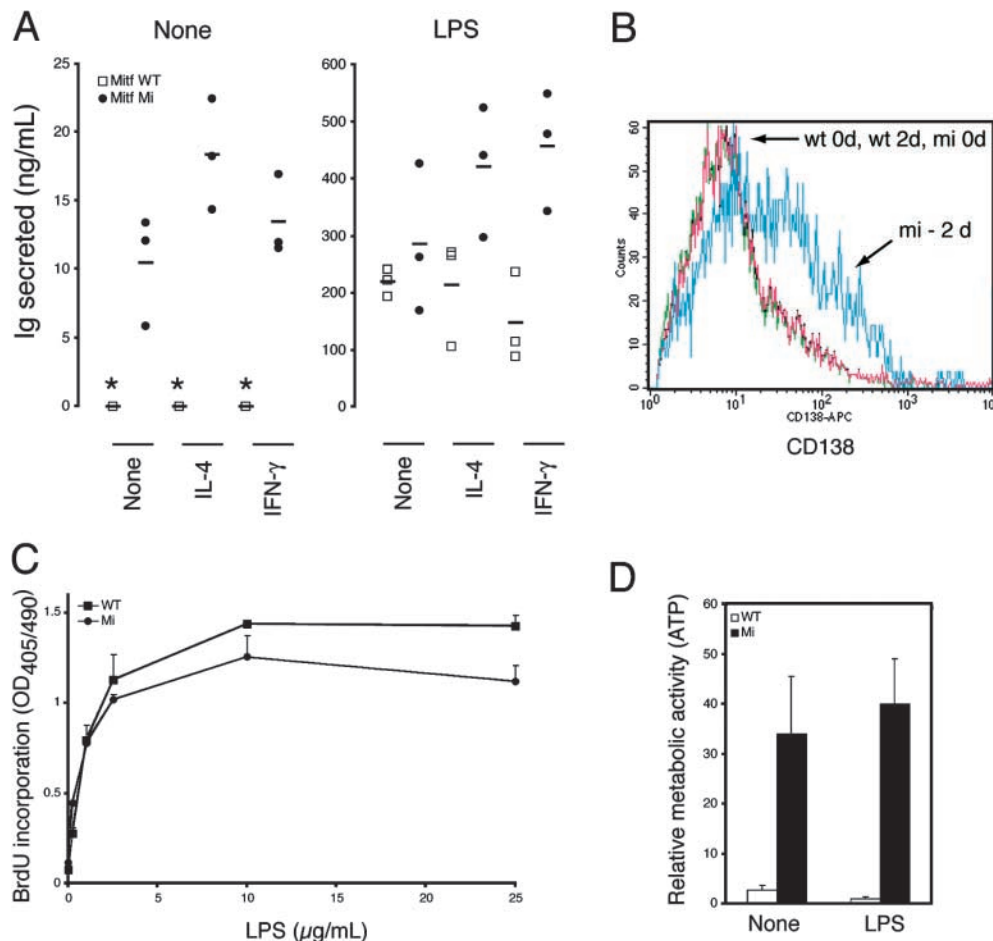 A
None
LPS
B
Ig secreted (ng/mL)
25
20
15
10
5
0
Mitf WT
Mitf Mi
* * *
None
IL-4
IFN-γ
600
500
400
300
200
100
0
None
IL-4
IFN-γ
Counts
60
50
40
30
20
10
0
wt 0d, wt 2d, mi 0d
mi - 2 d
10⁰ 10¹ 10² 10³ 10
CD138-APC
CD138
C
BrdU incorporation (OD405/490)
1.5
1
0.5
0
WT
Mi
0 5 10 15 20 25
LPS (µg/mL)
D
Relative metabolic activity (ATP)
60
50
40
30
20
10
0
WT
Mi
None LPS